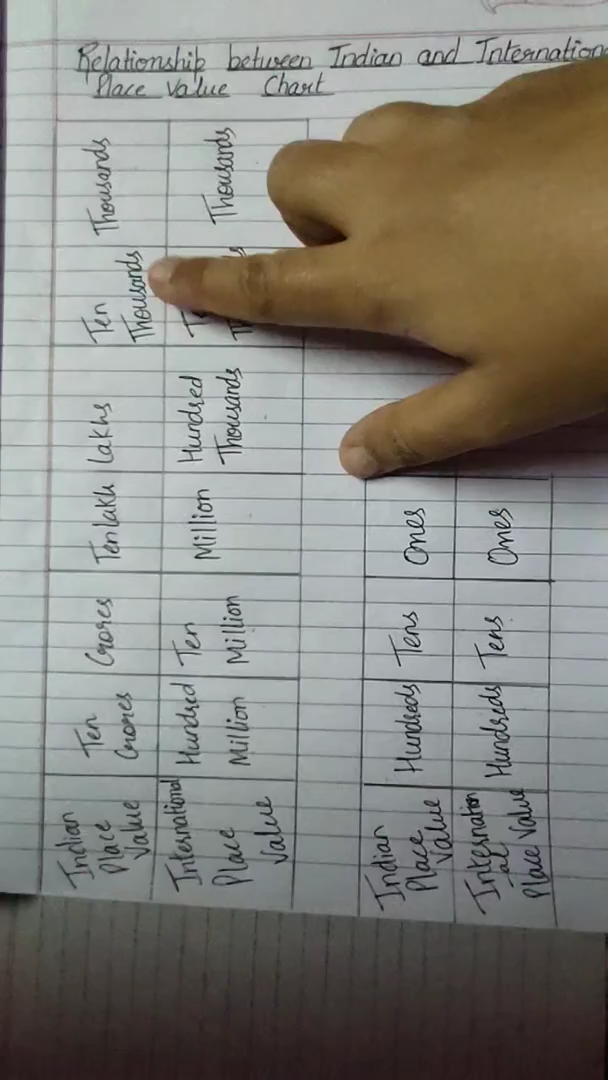 Relationship between Indian and Internation
Place Value Chart
Indian
Place
Value
Ten
Crores
Crores
Ten lakh
Lakhs
Ten
Thousands
Thousands
International
Place
Value
Hundred
Million
Ten
Million
Million
Hundred
Thousands
Thousands
Indian
Place
Value
Hundreds
Tens
Ones
Internation
al
Place Value
Hundreds
Tens
Ones